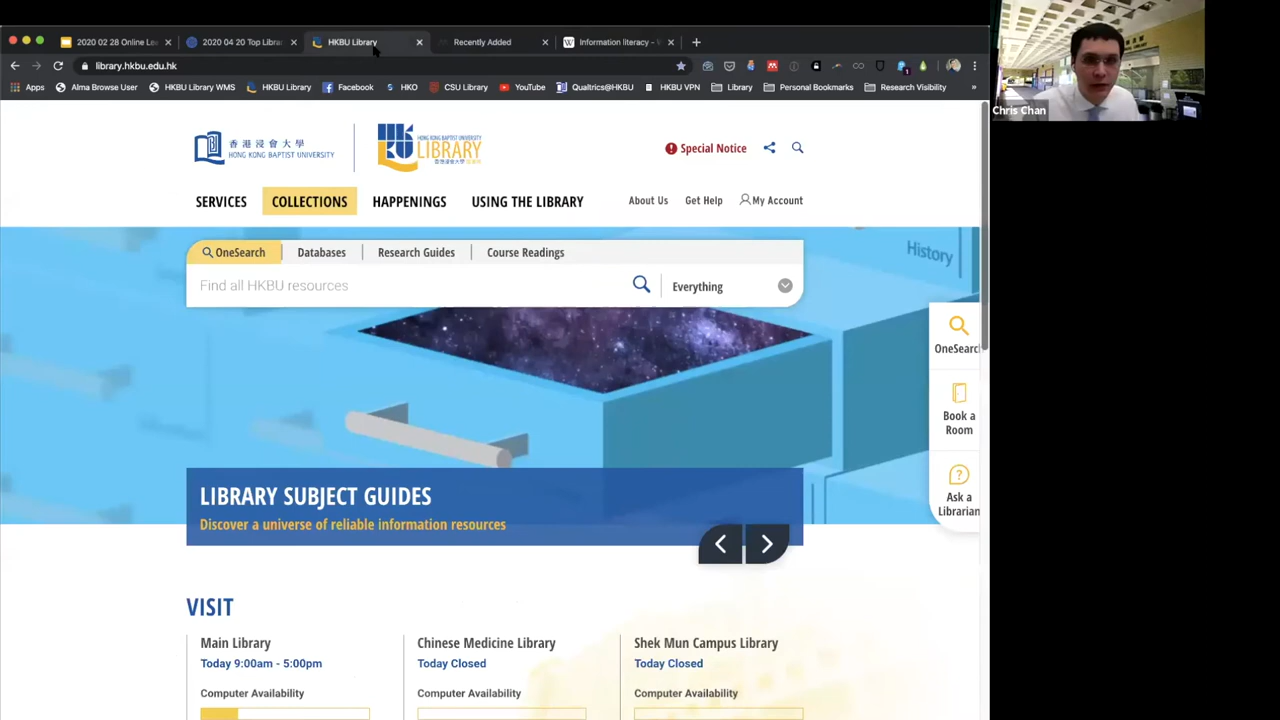 2020 02 28 Online Le
2020 04 20 Top Librar
HKBU Library
Recently Added
Information literacy - W
library.hkbu.edu.hk
Apps
Alma Browse User
HKBU Library WMS
HKBU Library
Facebook
HKO
CSU Library
YouTube
Qualtrics@HKBU
HKBU VPN
Library
Personal Bookmarks
Research Visibility
»
Chris Chan
香港浸會大學
HONG KONG BAPTIST UNIVERSITY
HKBU
HONG KONG BAPTIST UNIVERSITY
LIBRARY
Special Notice
SERVICES
COLLECTIONS
HAPPENINGS
USING THE LIBRARY
About Us
Get Help
My Account
OneSearch
Databases
Research Guides
Course Readings
Find all HKBU resources
Everything
History
OneSearch
Book a
Room
Ask a
Librarian
LIBRARY SUBJECT GUIDES
Discover a universe of reliable information resources
VISIT
Main Library
Today 9:00am - 5:00pm
Computer Availability
Chinese Medicine Library
Today Closed
Computer Availability
Shek Mun Campus Library
Today Closed
Computer Availability